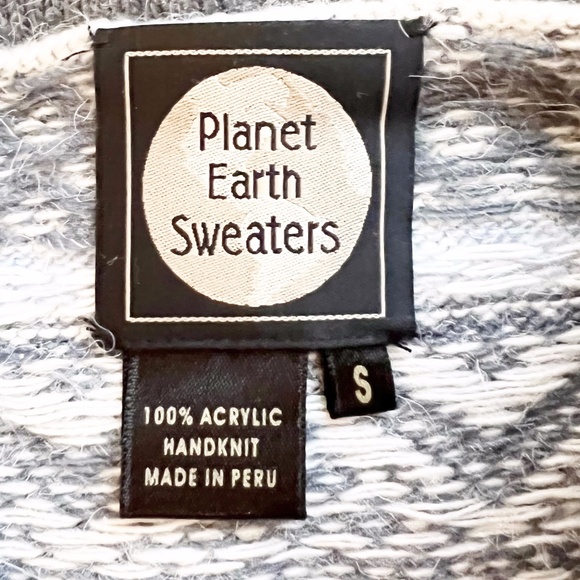 Planet
Earth
Sweaters
S
100% ACRYLIC
HANDKNIT
MADE IN PERU